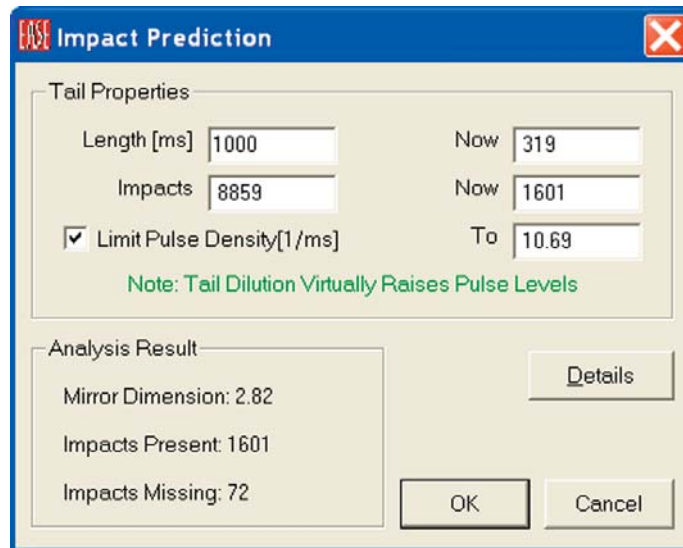 EASE Impact Prediction
Tail Properties
Length [ms] 1000 Now 319
Impacts 8859 Now 1601
Limit Pulse Density[1/ms] To 10.69
Note: Tail Dilution Virtually Raises Pulse Levels
Analysis Result
Mirror Dimension: 2.82
Impacts Present: 1601
Impacts Missing: 72
Details
OK Cancel